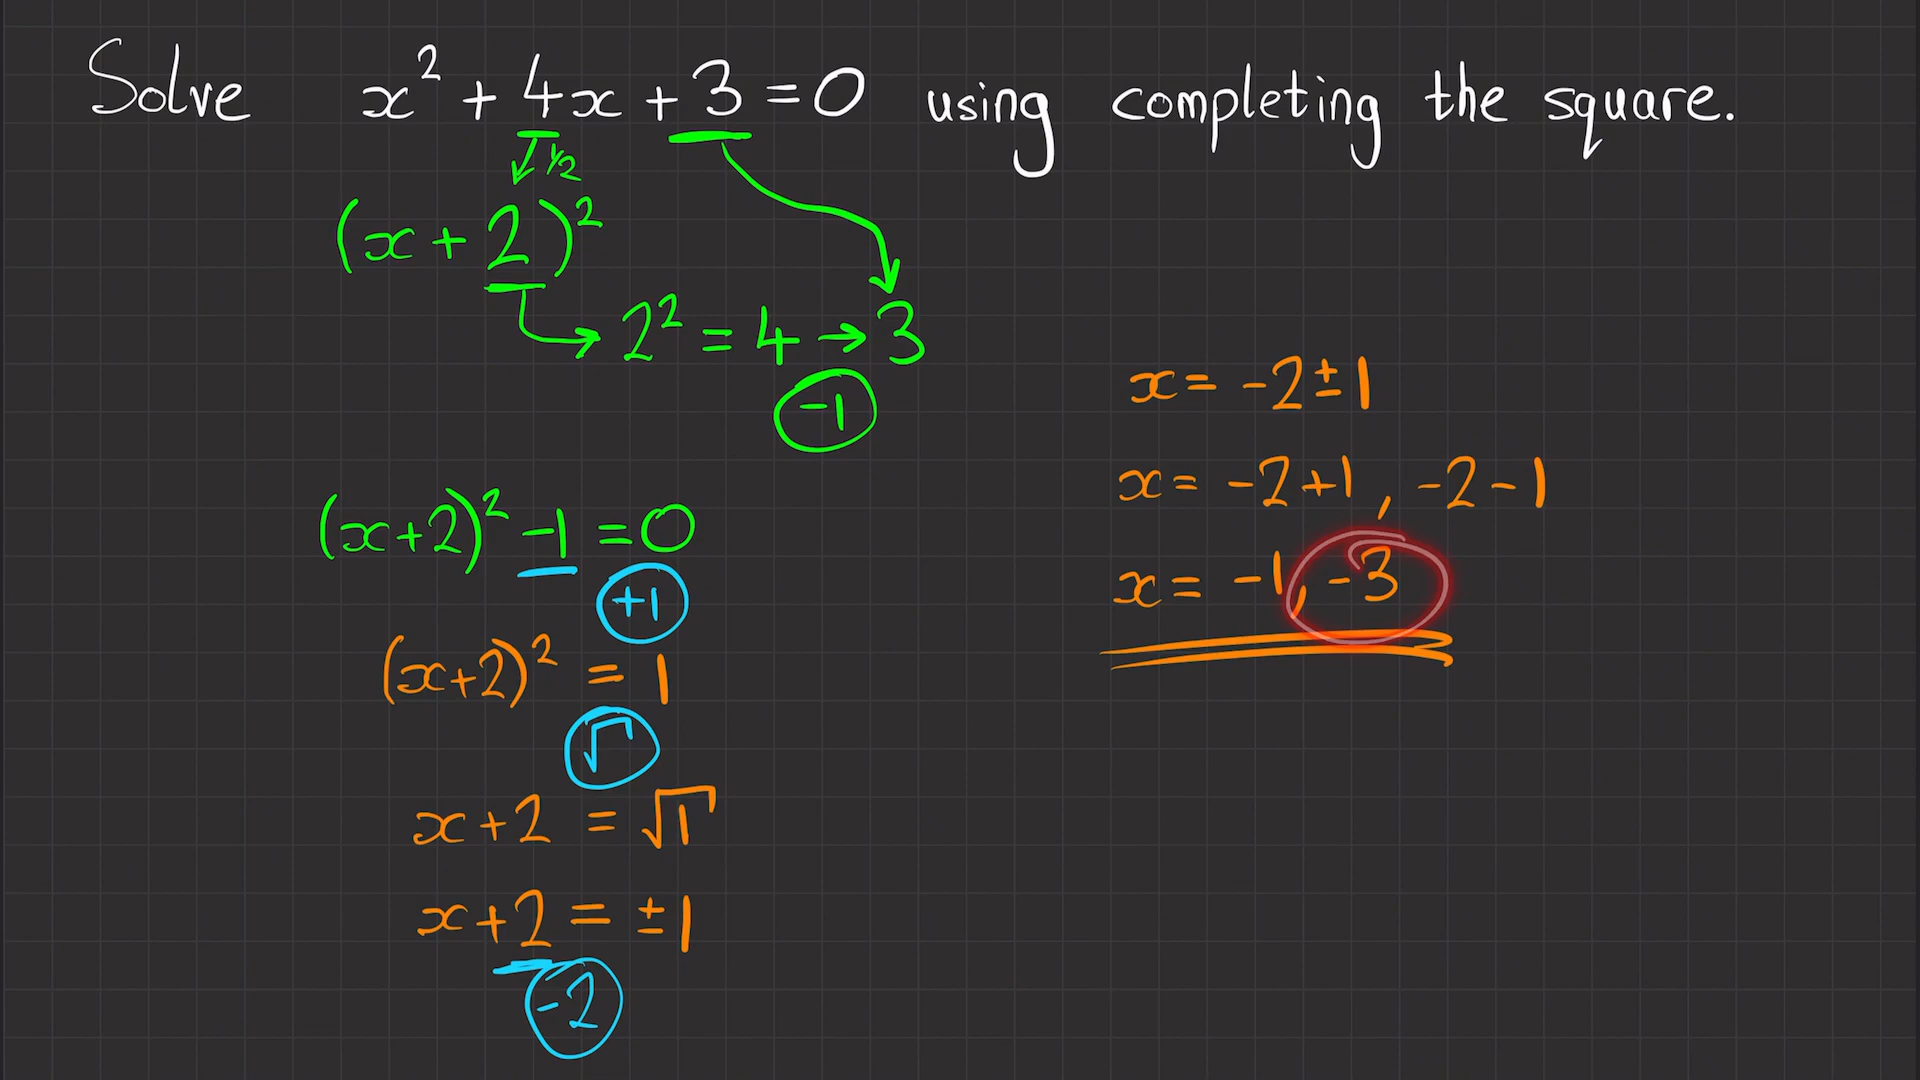 Solve x² + 4x + 3 = 0 using completing the square.
½
(x + 2)²
2² = 4 → 3
-1
(x+2)² -1 = 0
+1
(x+2)² = 1
√
x+2 = √1
x+2 = ±1
-2
x = -2 ± 1
x = -2+1, -2-1
x = -1, -3